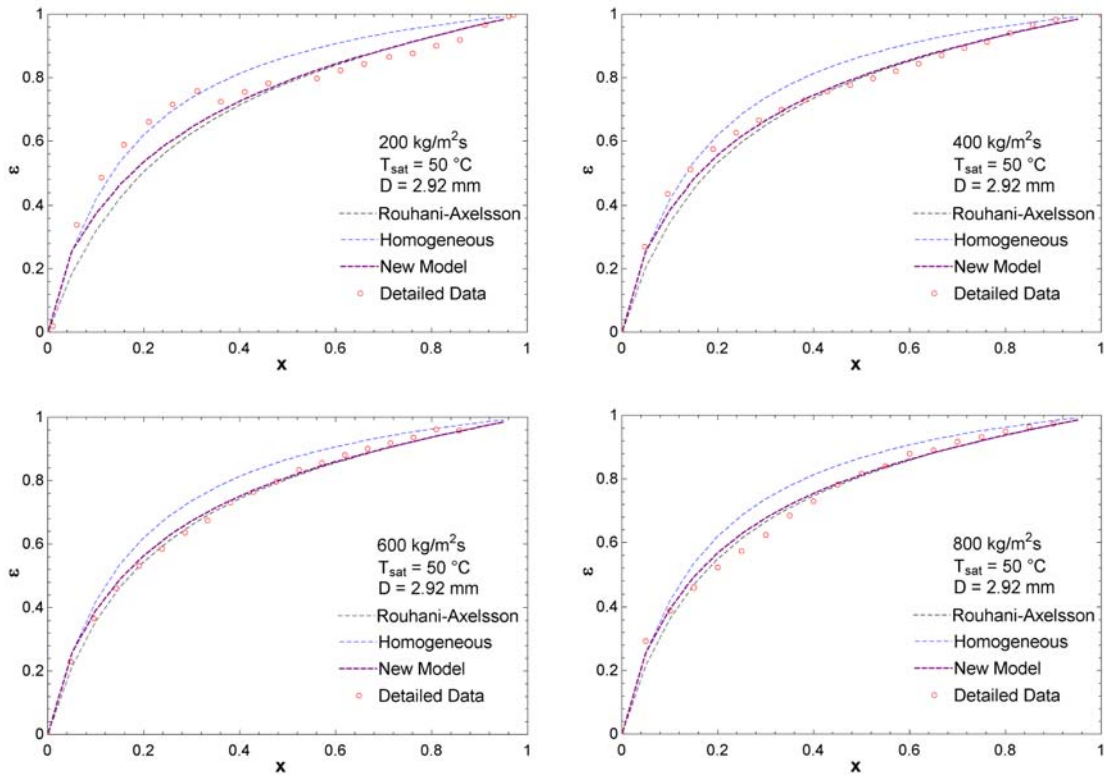 1
0.8
0.6
0.4
0.2
0
ε
0
0.2
0.4
0.6
0.8
1
x
200 kg/m²s
T_sat = 50 °C
D = 2.92 mm
Rouhani-Axelsson
Homogeneous
New Model
Detailed Data
1
0.8
0.6
0.4
0.2
0
ε
0
0.2
0.4
0.6
0.8
1
x
400 kg/m²s
T_sat = 50 °C
D = 2.92 mm
Rouhani-Axelsson
Homogeneous
New Model
Detailed Data
1
0.8
0.6
0.4
0.2
0
ε
0
0.2
0.4
0.6
0.8
1
x
600 kg/m²s
T_sat = 50 °C
D = 2.92 mm
Rouhani-Axelsson
Homogeneous
New Model
Detailed Data
1
0.8
0.6
0.4
0.2
0
ε
0
0.2
0.4
0.6
0.8
1
x
800 kg/m²s
T_sat = 50 °C
D = 2.92 mm
Rouhani-Axelsson
Homogeneous
New Model
Detailed Data